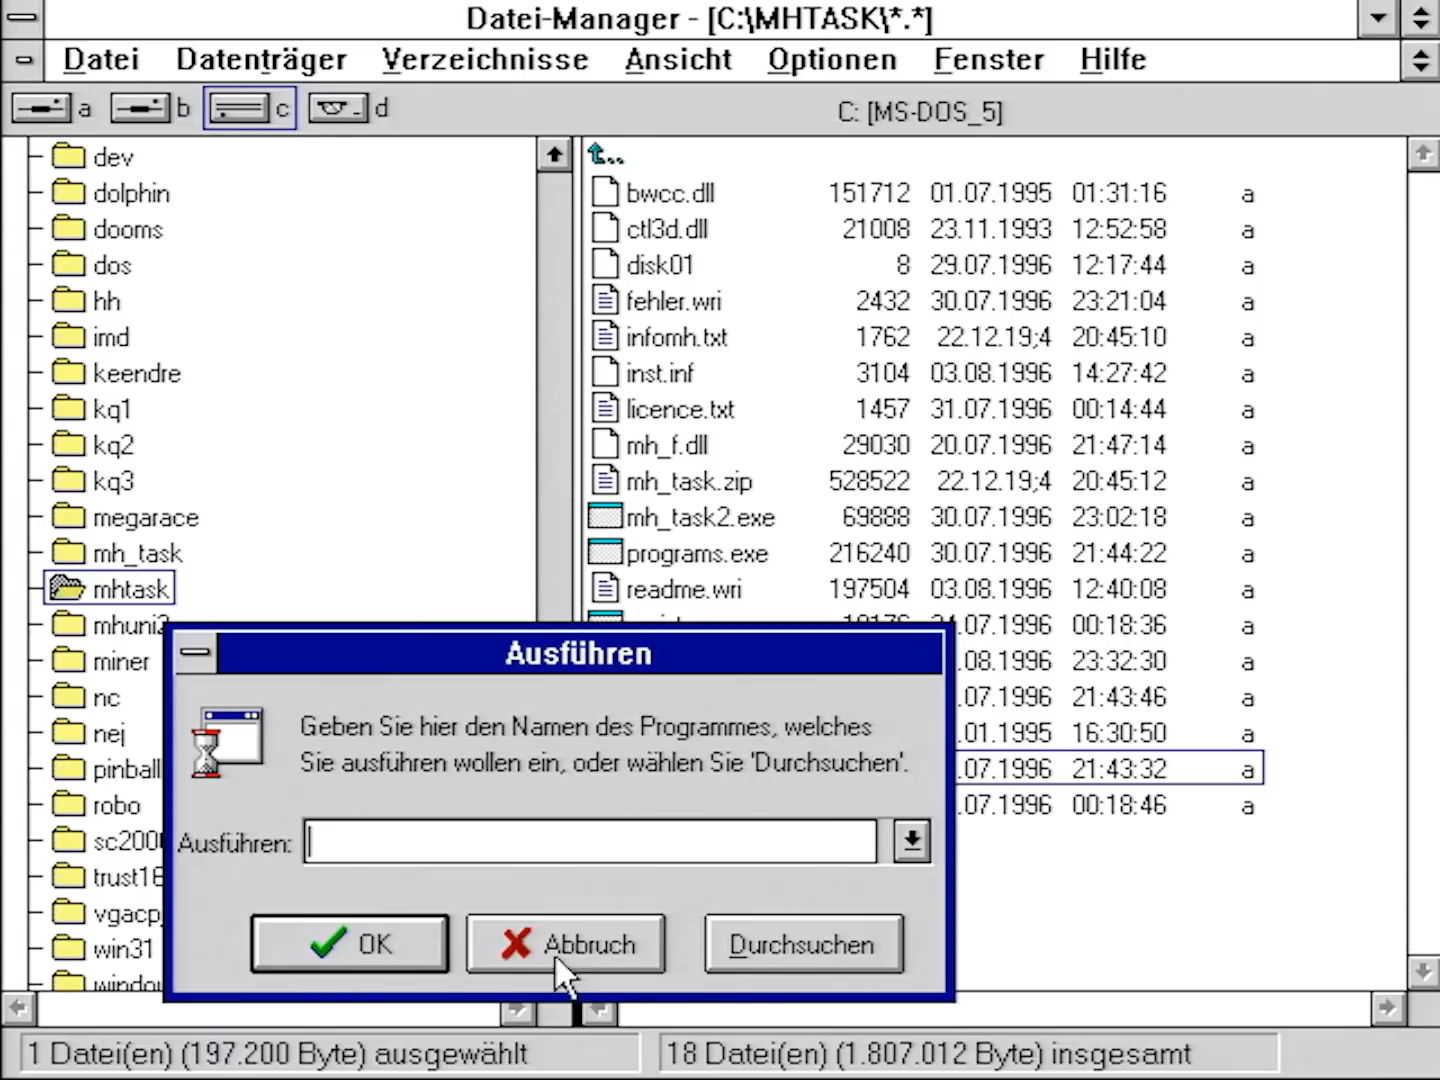 Datei-Manager - [C:\MHTASK\*.*]
Datei Datenträger Verzeichnisse Ansicht Optionen Fenster Hilfe
a b c d C: [MS-DOS_5]
dev
dolphin
dooms
dos
hh
imd
keendre
kq1
kq2
kq3
megarace
mh_task
mhtask
miner
nc
nej
pinball
robo
win31
..
bwcc.dll 151712 01.07.1995 01:31:16 a
ctl3d.dll 21008 23.11.1993 12:52:58 a
disk01 8 29.07.1996 12:17:44 a
fehler.wri 2432 30.07.1996 23:21:04 a
infomh.txt 1762 22.12.19;4 20:45:10 a
inst.inf 3104 03.08.1996 14:27:42 a
licence.txt 1457 31.07.1996 00:14:44 a
mh_f.dll 29030 20.07.1996 21:47:14 a
mh_task.zip 528522 22.12.19;4 20:45:12 a
mh_task2.exe 69888 30.07.1996 23:02:18 a
programs.exe 216240 30.07.1996 21:44:22 a
readme.wri 197504 03.08.1996 12:40:08 a
.07.1996 00:18:36 a
.08.1996 23:32:30 a
.07.1996 21:43:46 a
.01.1995 16:30:50 a
.07.1996 21:43:32 a
.07.1996 00:18:46 a
Ausführen
Geben Sie hier den Namen des Programmes, welches
Sie ausführen wollen ein, oder wählen Sie 'Durchsuchen'.
Ausführen:
OK Abbruch Durchsuchen
1 Datei(en) (197.200 Byte) ausgewählt
18 Datei(en) (1.807.012 Byte) insgesamt